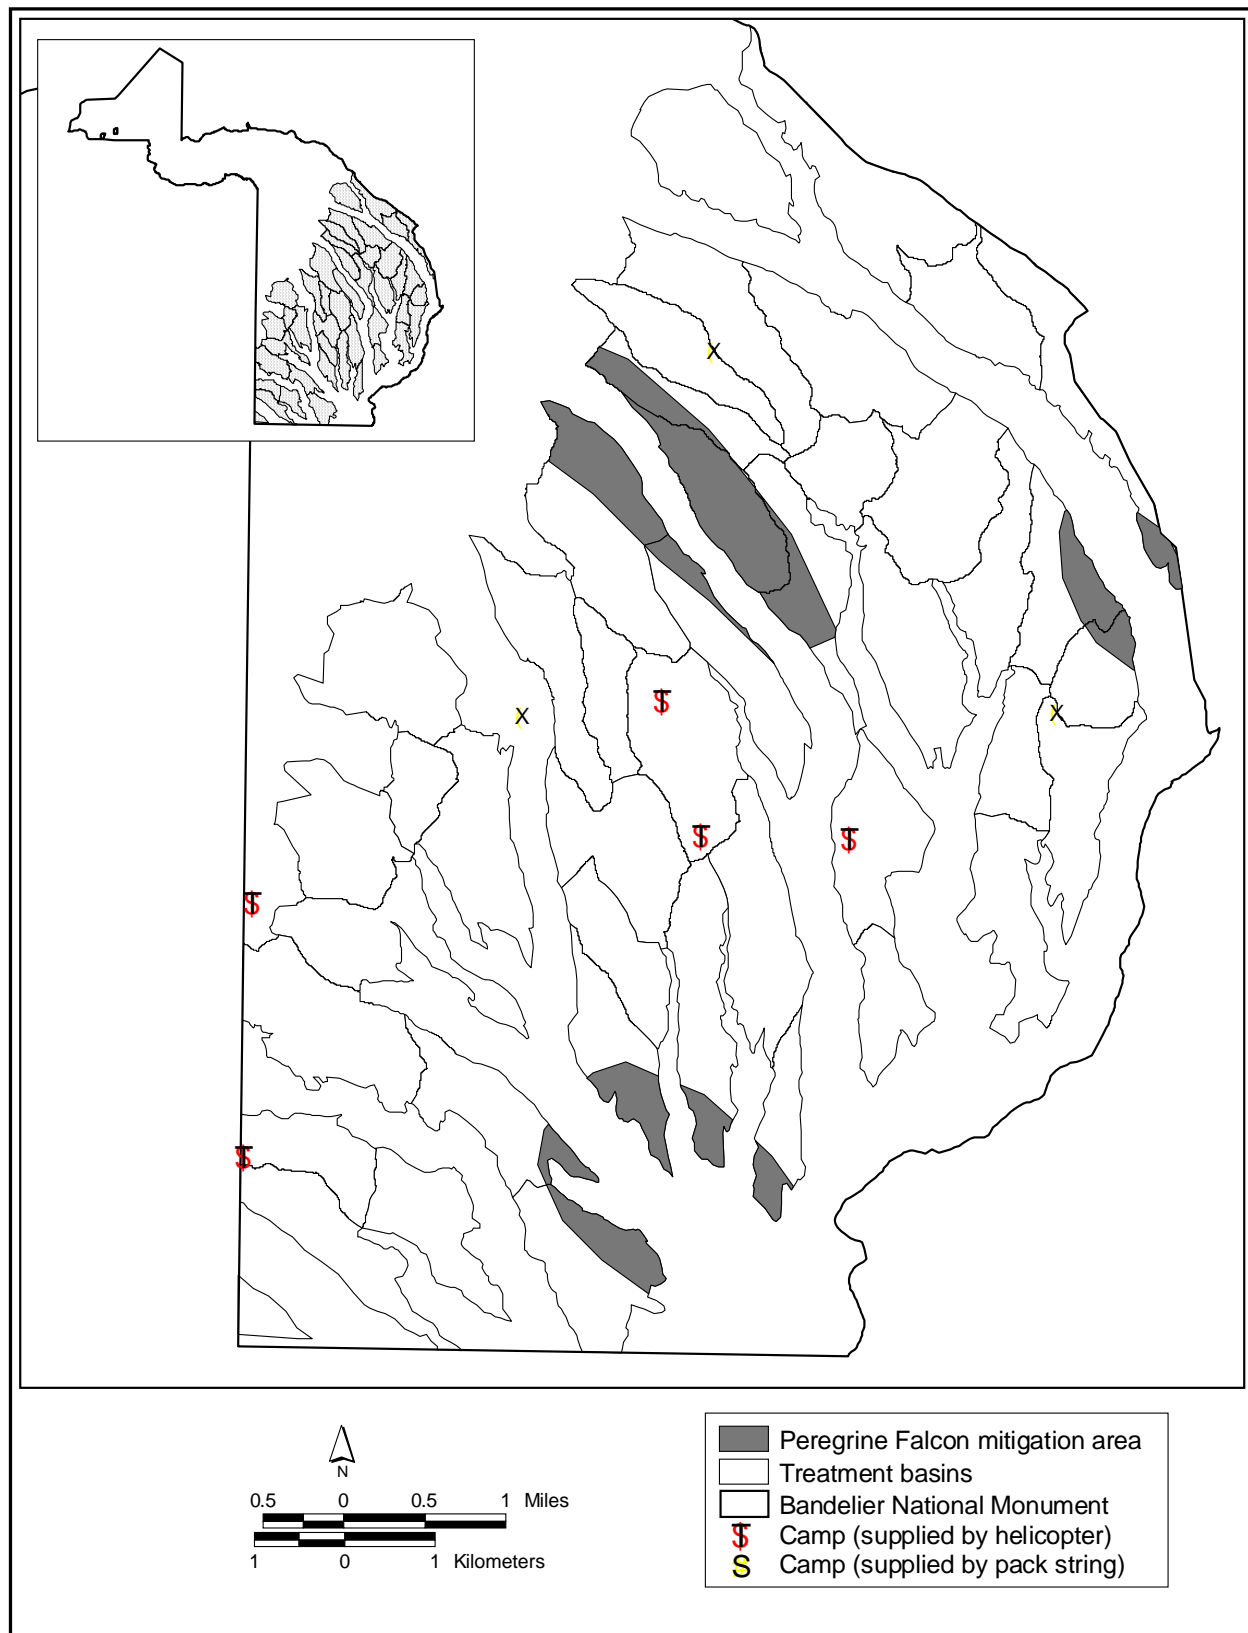 X
X
X
N
0.5 0 0.5 1 Miles
1 0 1 Kilometers
Peregrine Falcon mitigation area
Treatment basins
Bandelier National Monument
Camp (supplied by helicopter)
S Camp (supplied by pack string)